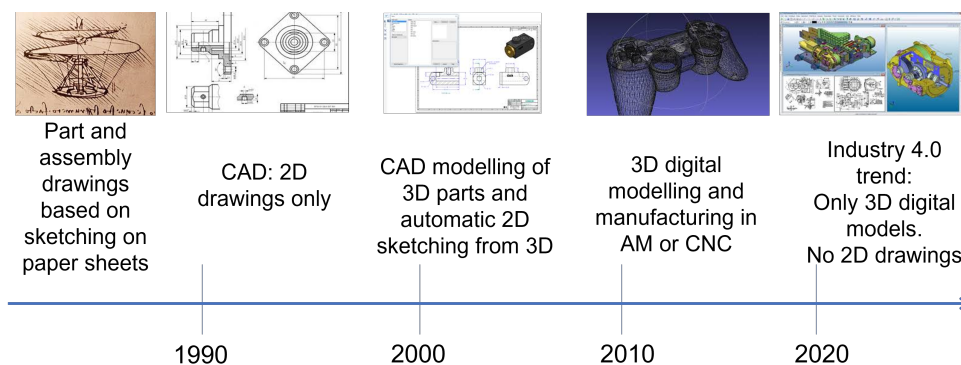 Part and
assembly
drawings
based on
sketching on
paper sheets
CAD: 2D
drawings only
CAD modelling of
3D parts and
automatic 2D
sketching from 3D
3D digital
modelling and
manufacturing in
AM or CNC
Industry 4.0
trend:
Only 3D digital
models.
No 2D drawings
1990
2000
2010
2020